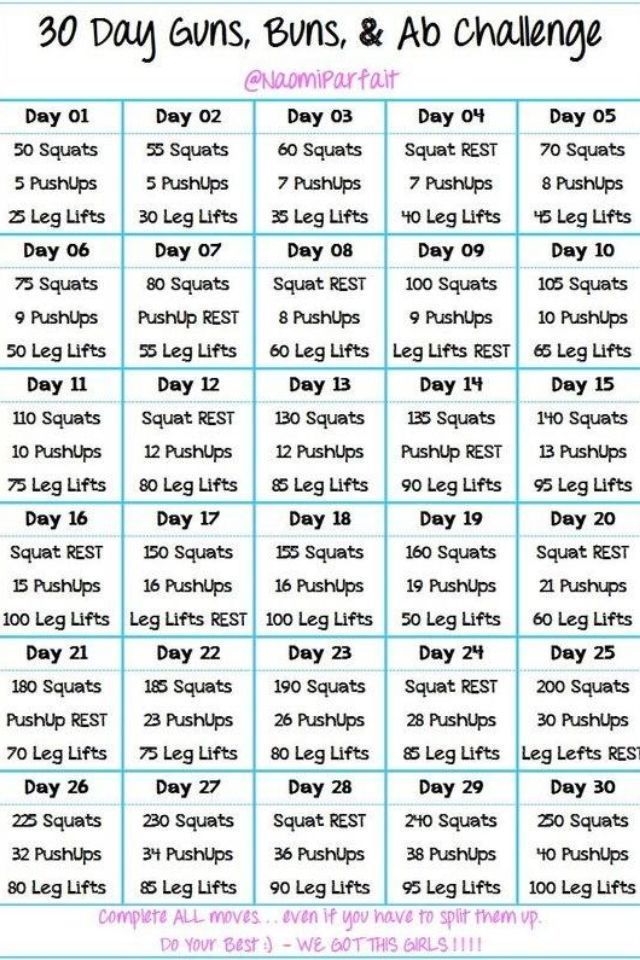 30 Day Guns, Buns, & Ab Challenge
@NaomiParfait
Day 01 Day 02 Day 03 Day 04 Day 05
50 Squats 55 Squats 60 Squats Squat REST 70 Squats
5 PushUps 5 PushUps 7 PushUps 7 PushUps 8 PushUps
25 Leg Lifts 30 Leg Lifts 35 Leg Lifts 40 Leg Lifts 45 Leg Lifts
Day 06 Day 07 Day 08 Day 09 Day 10
75 Squats 80 Squats Squat REST 100 Squats 105 Squats
9 PushUps PushUp REST 8 PushUps 9 PushUps 10 PushUps
50 Leg Lifts 55 Leg Lifts 60 Leg Lifts Leg Lifts REST 65 Leg Lifts
Day 11 Day 12 Day 13 Day 14 Day 15
110 Squats Squat REST 130 Squats 135 Squats 140 Squats
10 PushUps 12 PushUps 12 PushUps PushUp REST 13 PushUps
75 Leg Lifts 80 Leg Lifts 85 Leg Lifts 90 Leg Lifts 95 Leg Lifts
Day 16 Day 17 Day 18 Day 19 Day 20
Squat REST 150 Squats 155 Squats 160 Squats Squat REST
15 PushUps 16 PushUps 16 PushUps 19 PushUps 21 Pushups
100 Leg Lifts Leg Lifts REST 100 Leg Lifts 50 Leg Lifts 60 Leg Lifts
Day 21 Day 22 Day 23 Day 24 Day 25
180 Squats 185 Squats 190 Squats Squat REST 200 Squats
PushUp REST 23 PushUps 26 PushUps 28 PushUps 30 PushUps
70 Leg Lifts 75 Leg Lifts 80 Leg Lifts 85 Leg Lifts Leg Lefts REST
Day 26 Day 27 Day 28 Day 29 Day 30
225 Squats 230 Squats Squat REST 240 Squats 250 Squats
32 PushUps 34 PushUps 36 PushUps 38 PushUps 40 PushUps
80 Leg Lifts 85 Leg Lifts 90 Leg Lifts 95 Leg Lifts 100 Leg Lifts
Complete ALL moves. . . even if you have to split them up.
Do Your Best :) - WE GOT THIS GIRLS ! ! ! !